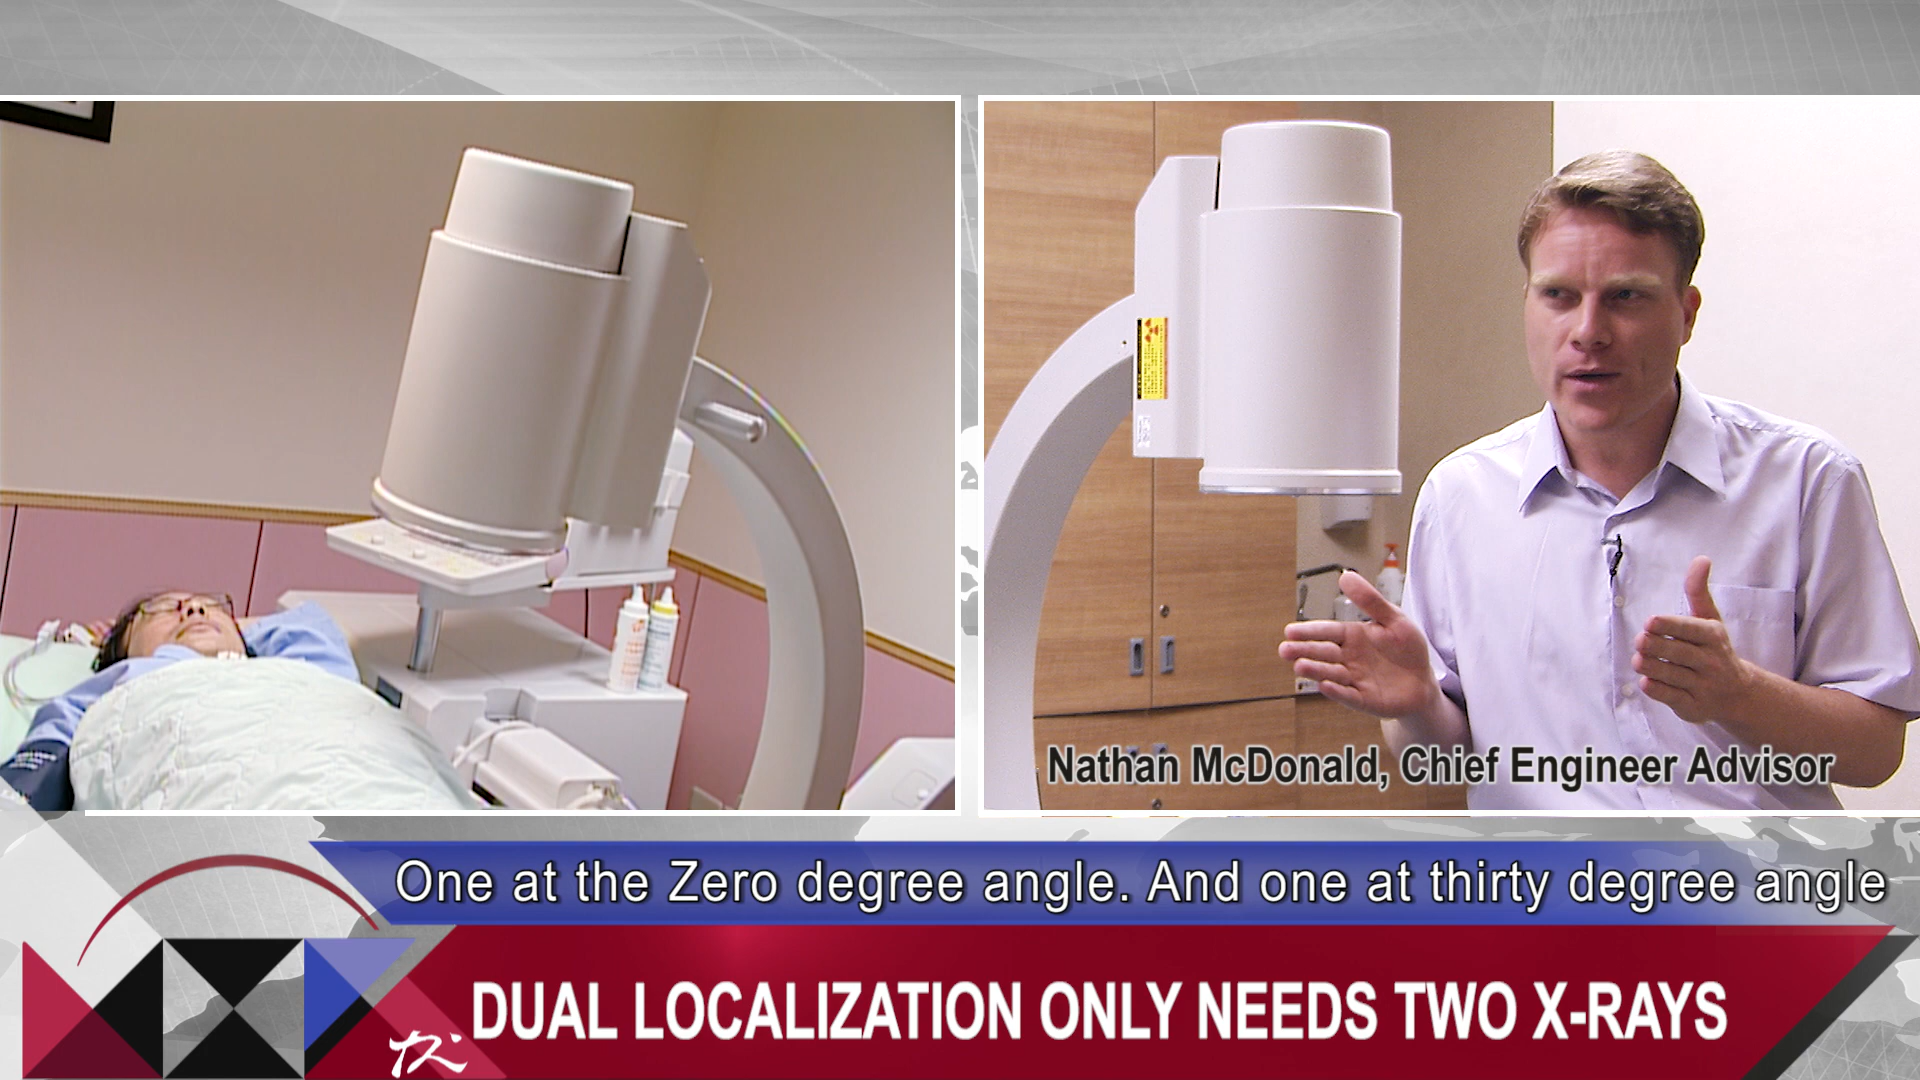 Nathan McDonald, Chief Engineer Advisor
One at the Zero degree angle. And one at thirty degree angle
DUAL LOCALIZATION ONLY NEEDS TWO X-RAYS